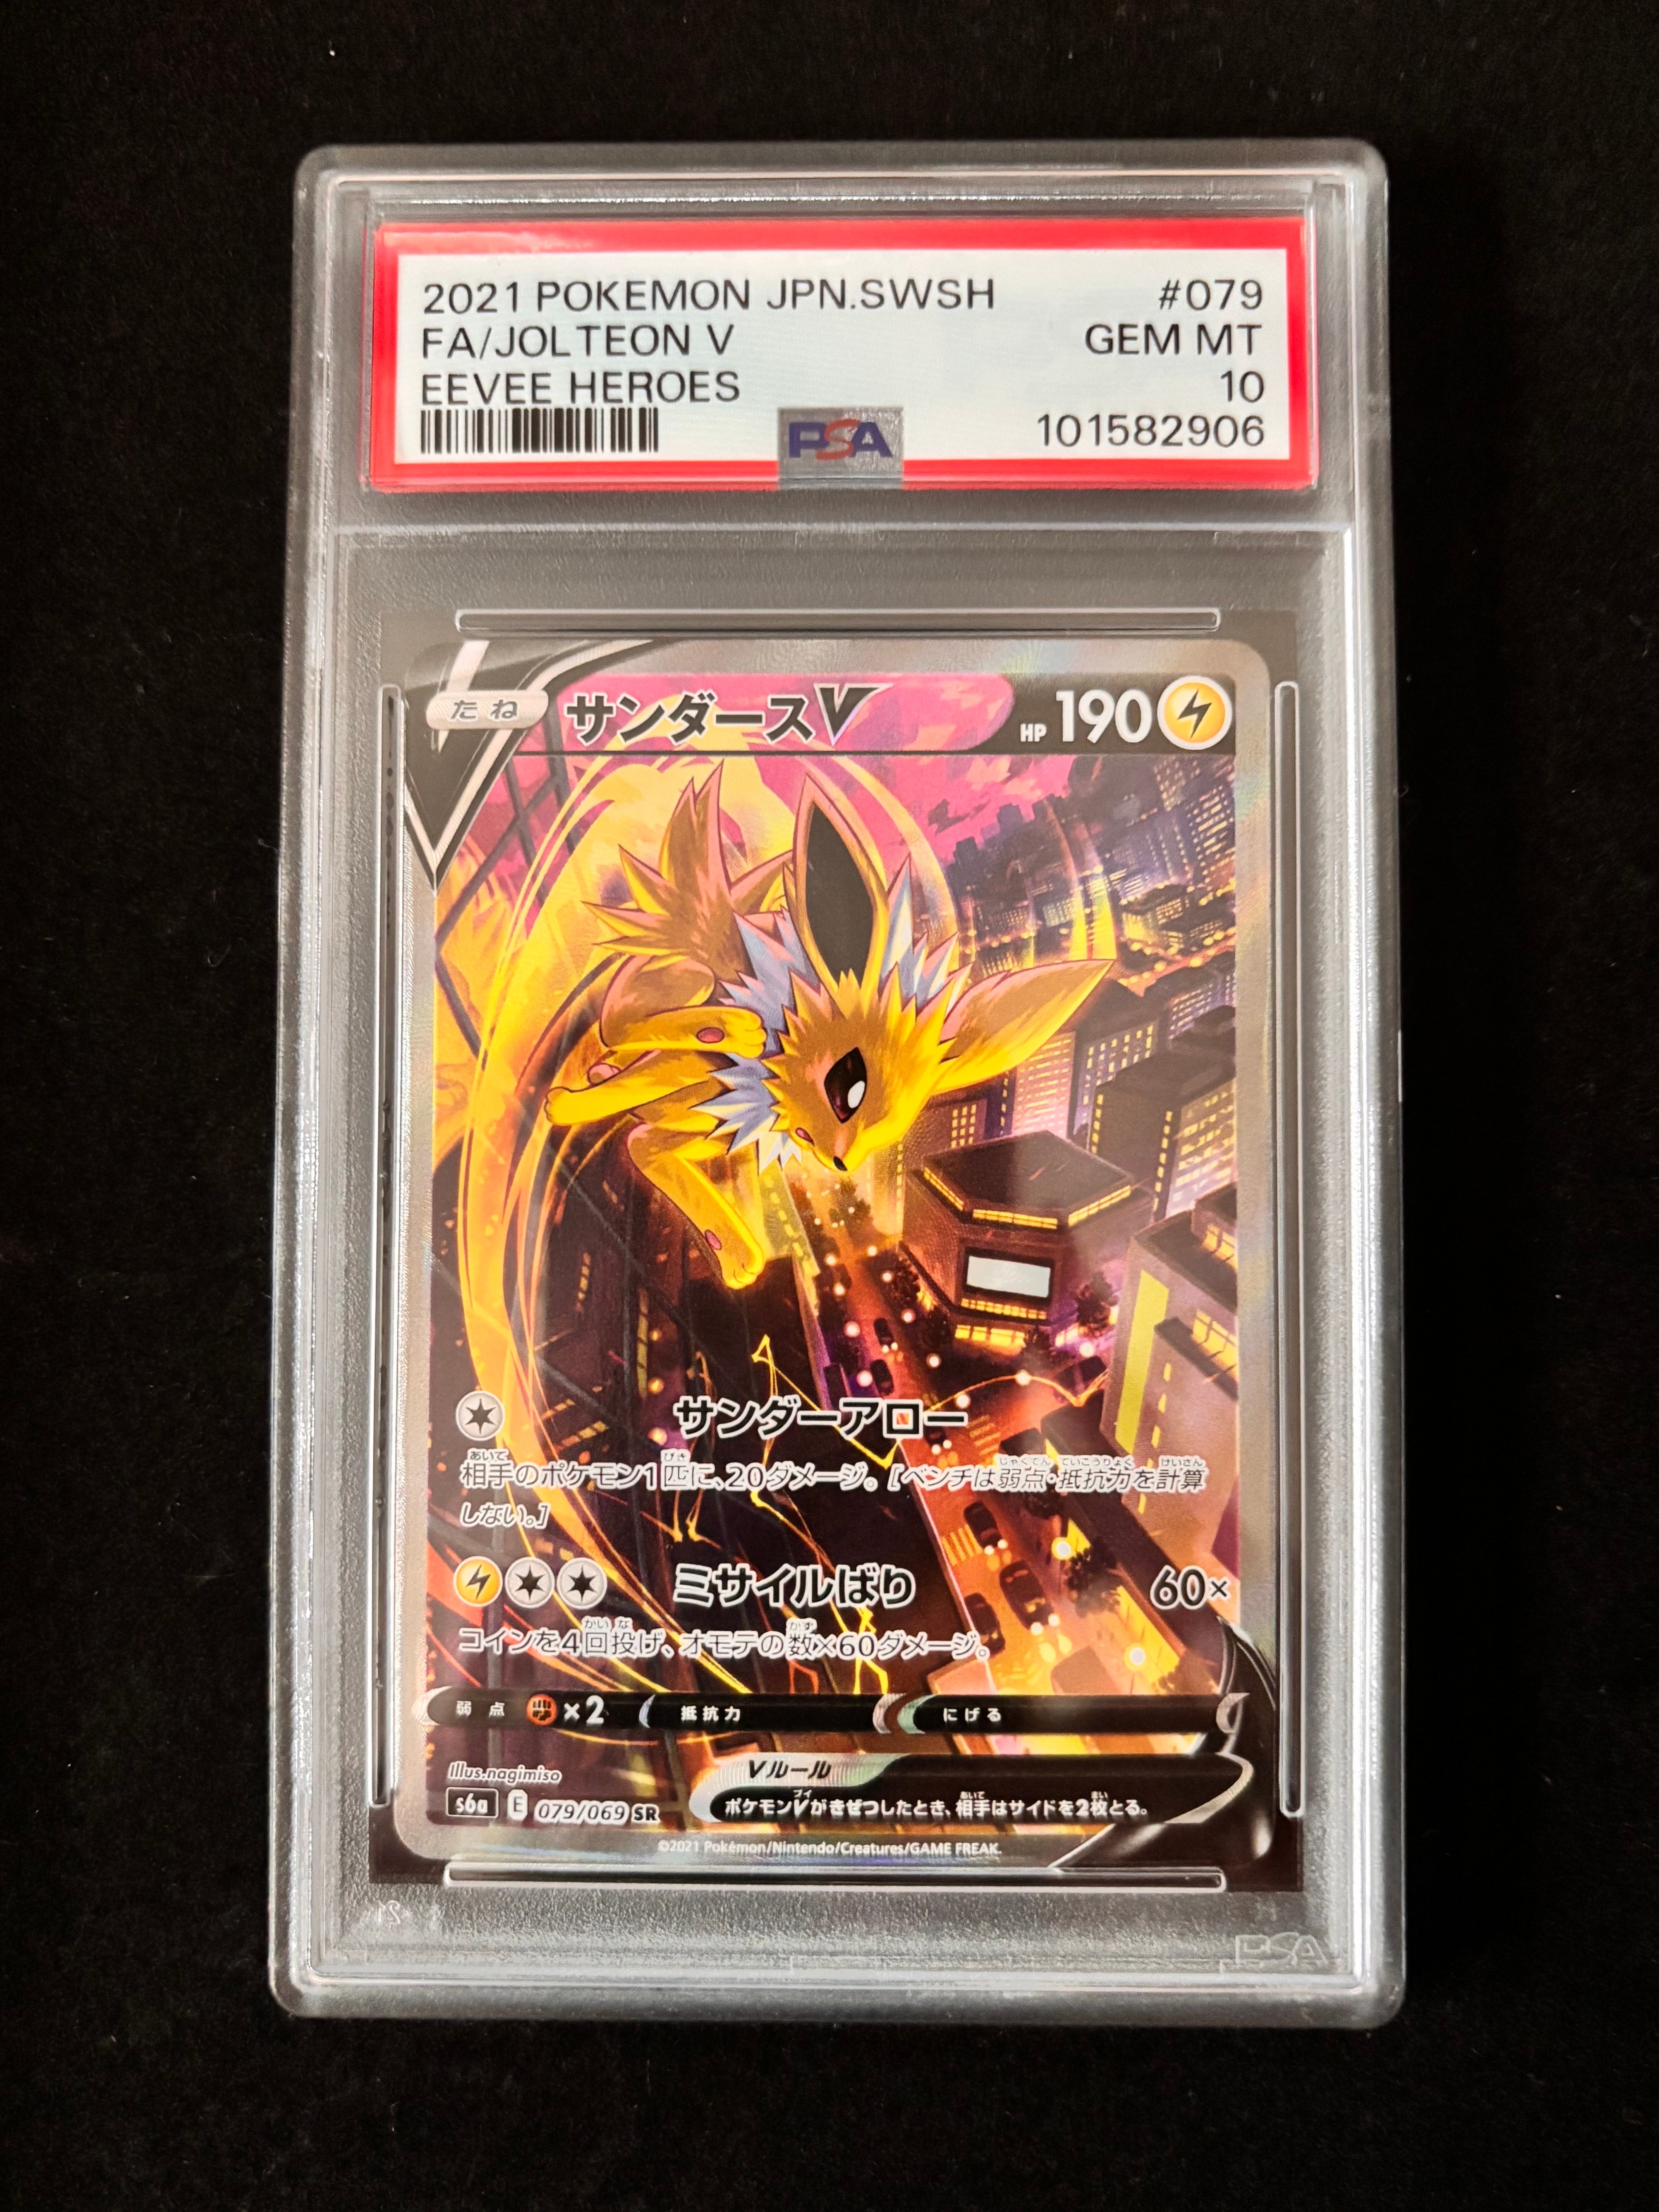 2021 POKEMON JPN.SWSH #079
FA/JOLTEON V GEM MT
EEVEE HEROES 10
PSA 101582906
たね サンダースV HP 190
サンダーアロー
相手のポケモン1匹に、20ダメージ。[ベンチは弱点・抵抗力を計算
しない。]
ミサイルばり 60×
コインを4回投げ、オモテの数×60ダメージ。
弱点 ×2 抵抗力 にげる
Illus.nagimiso
Vルール
ポケモンVがきぜつしたとき、相手はサイドを2枚とる。
s6a E 079/069 SR
©2021 Pokémon/Nintendo/Creatures/GAME FREAK.
PSA